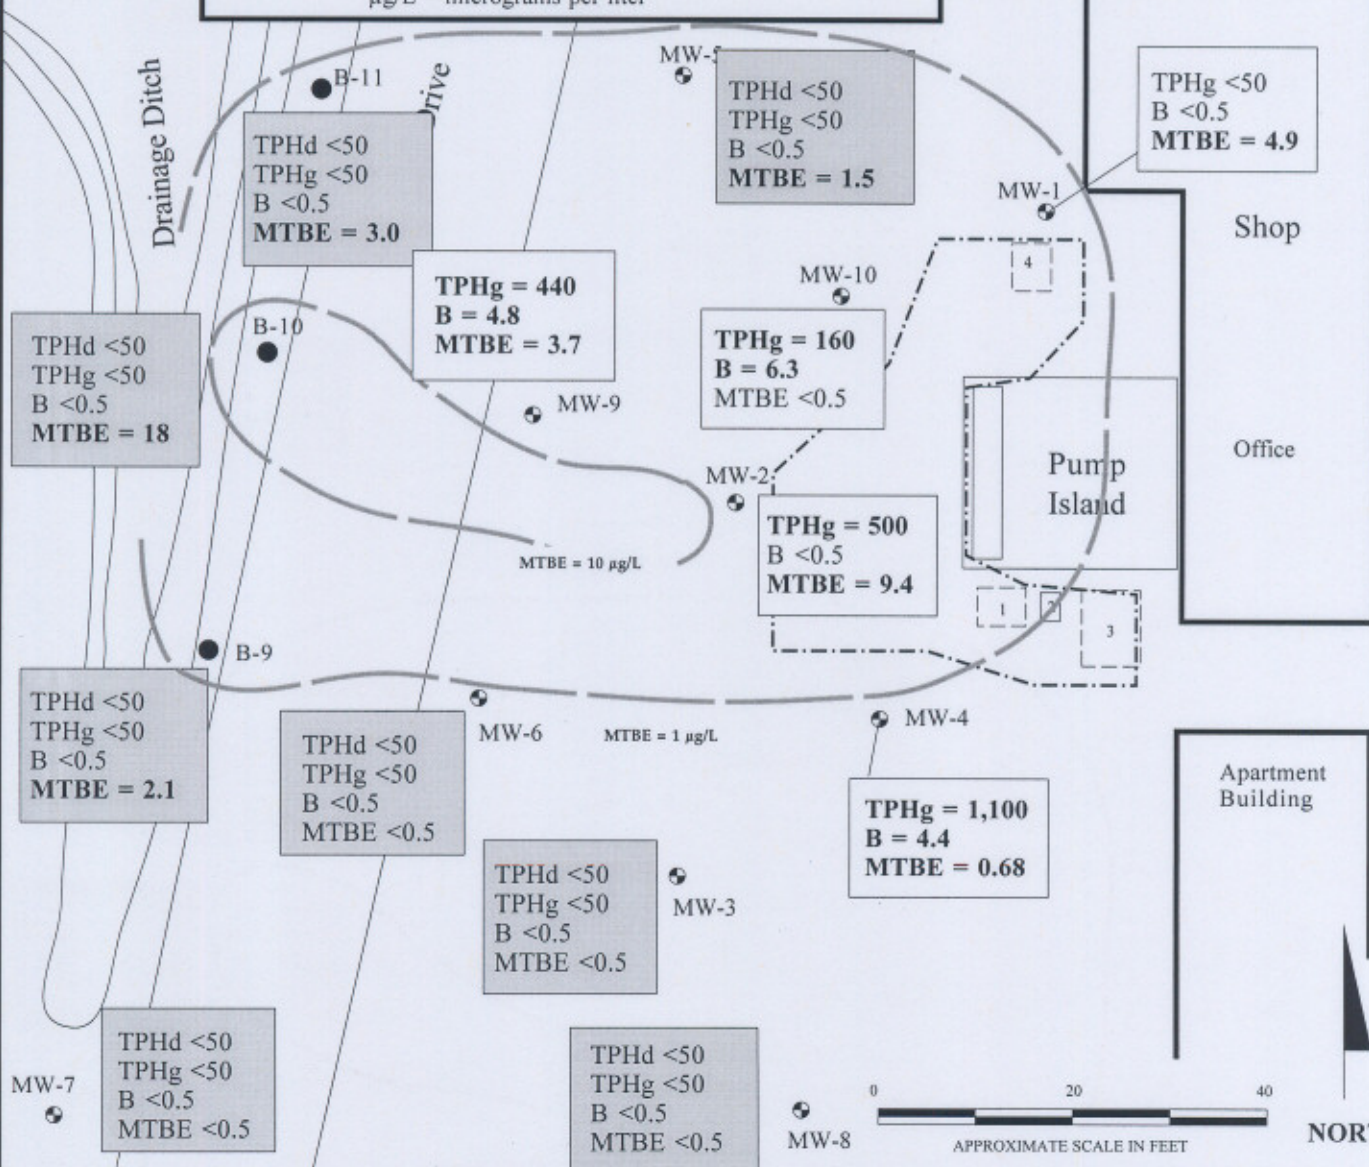 Drainage Ditch
B-11
TPHd <50
TPHg <50
B <0.5
MTBE = 3.0
MW-5
TPHd <50
TPHg <50
B <0.5
MTBE = 1.5
TPHg <50
B <0.5
MTBE = 4.9
MW-1
Shop
4
TPHg = 440
B = 4.8
MTBE = 3.7
MW-9
MW-10
TPHg = 160
B = 6.3
MTBE <0.5
B-10
TPHd <50
TPHg <50
B <0.5
MTBE = 18
Office
Pump
Island
MW-2
TPHg = 500
B <0.5
MTBE = 9.4
MTBE = 10 µg/L
1
2
3
B-9
TPHd <50
TPHg <50
B <0.5
MTBE = 2.1
MW-6
TPHd <50
TPHg <50
B <0.5
MTBE <0.5
MTBE = 1 µg/L
MW-4
TPHg = 1,100
B = 4.4
MTBE = 0.68
Apartment
Building
TPHd <50
TPHg <50
B <0.5
MTBE <0.5
MW-3
MW-7
TPHd <50
TPHg <50
B <0.5
MTBE <0.5
TPHd <50
TPHg <50
B <0.5
MTBE <0.5
MW-8
0 20 40
APPROXIMATE SCALE IN FEET